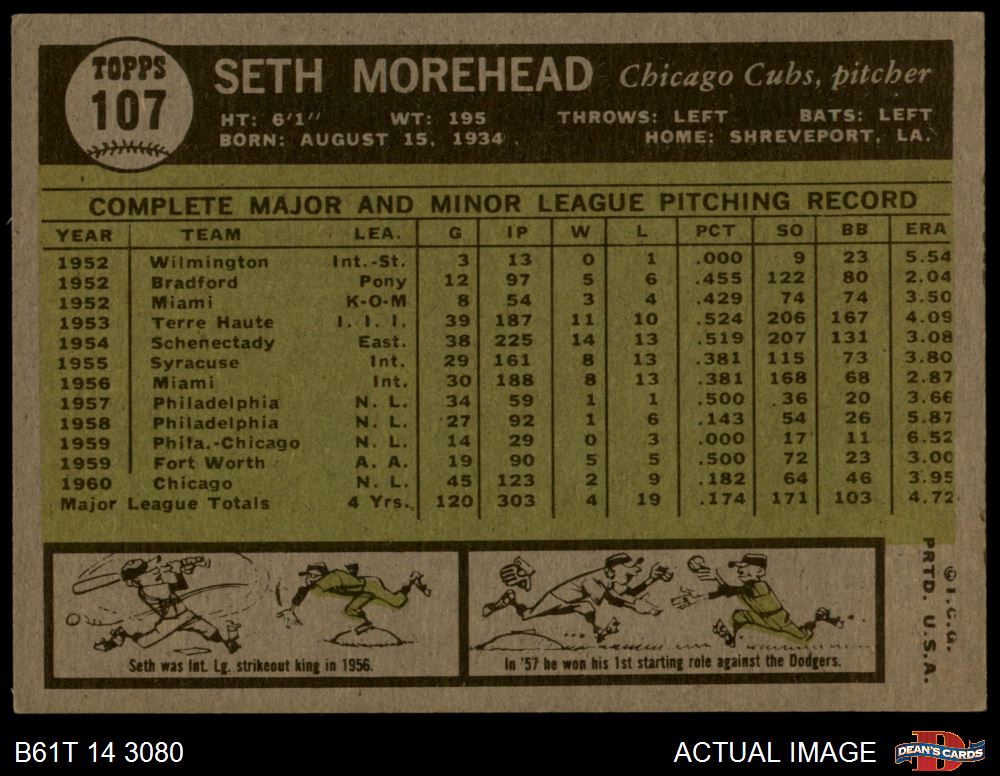 TOPPS
107
SETH MOREHEAD Chicago Cubs, pitcher
HT: 6'1" WT: 195 THROWS: LEFT BATS: LEFT
BORN: AUGUST 15, 1934 HOME: SHREVEPORT, LA.
COMPLETE MAJOR AND MINOR LEAGUE PITCHING RECORD
YEAR TEAM LEA. G IP W L PCT SO BB ERA
1952 Wilmington Int.-St. 3 13 0 1 .000 9 23 5.54
1952 Bradford Pony 12 97 5 6 .455 122 80 2.04
1952 Miami K-O-M 8 54 3 4 .429 74 74 3.50
1953 Terre Haute I. I. I. 39 187 11 10 .524 206 167 4.09
1954 Schenectady East. 38 225 14 13 .519 207 131 3.08
1955 Syracuse Int. 29 161 8 13 .381 115 73 3.80
1956 Miami Int. 30 188 8 13 .381 168 68 2.87
1957 Philadelphia N. L. 34 59 1 1 .500 36 20 3.66
1958 Philadelphia N. L. 27 92 1 6 .143 54 26 5.87
1959 Phila.-Chicago N. L. 14 29 0 3 .000 17 11 6.52
1959 Fort Worth A. A. 19 90 5 5 .500 72 23 3.00
1960 Chicago N. L. 45 123 2 9 .182 64 46 3.95
Major League Totals 4 Yrs. 120 303 4 19 .174 171 103 4.72
Seth was Int. Lg. strikeout king in 1956.
In '57 he won his 1st starting role against the Dodgers.
© T.C.G.
PRTD. U.S.A.
B61T 14 3080 ACTUAL IMAGE DEAN'S CARDS